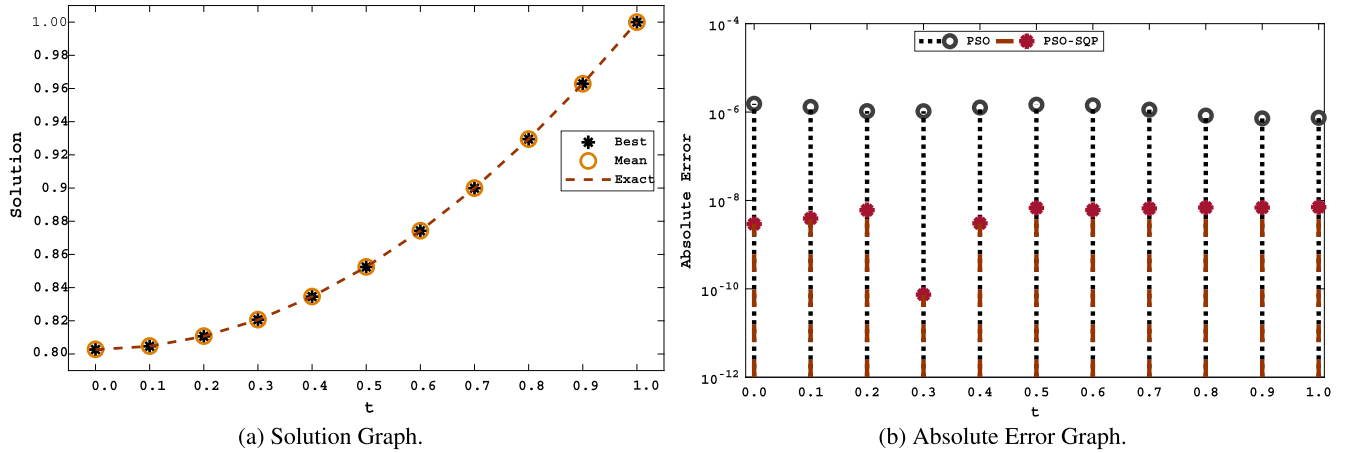 1.00
0.98
0.96
0.94
0.92
0.9
0.88
0.86
0.84
0.82
0.80
Solution
Best
Mean
Exact
0.0 0.1 0.2 0.3 0.4 0.5 0.6 0.7 0.8 0.9 1.0
t
(a) Solution Graph.
10-4
10-6
10-8
10-10
10-12
Absolute Error
PSO PSO-SQP
0.0 0.1 0.2 0.3 0.4 0.5 0.6 0.7 0.8 0.9 1.0
t
(b) Absolute Error Graph.